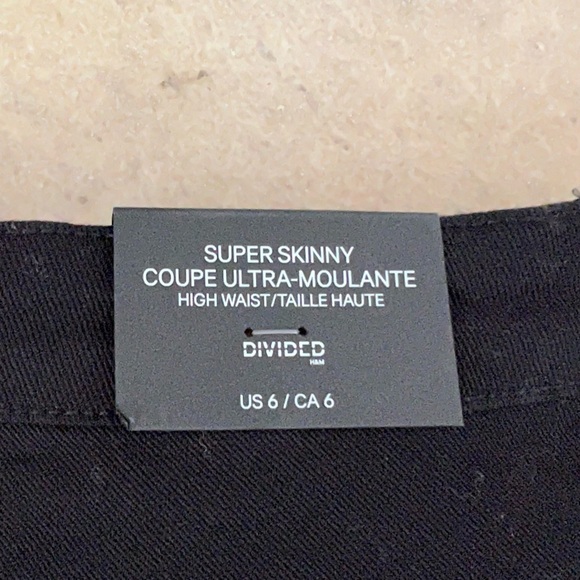 SUPER SKINNY
COUPE ULTRA-MOULANTE
HIGH WAIST/TAILLE HAUTE
DIVIDED
H&M
US 6 / CA 6